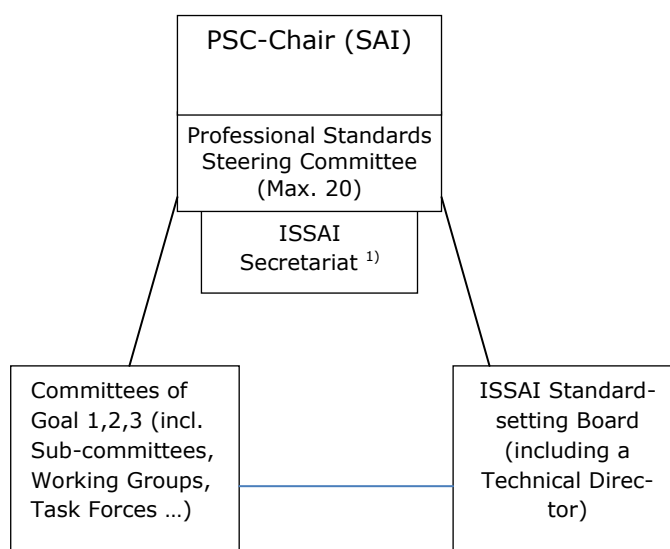 PSC-Chair (SAI)
Professional Standards
Steering Committee
(Max. 20)
ISSAI
Secretariat 1)
Committees of
Goal 1,2,3 (incl.
Sub-committees,
Working Groups,
Task Forces …)
ISSAI Standard-
setting Board
(including a
Technical Direc-
tor)